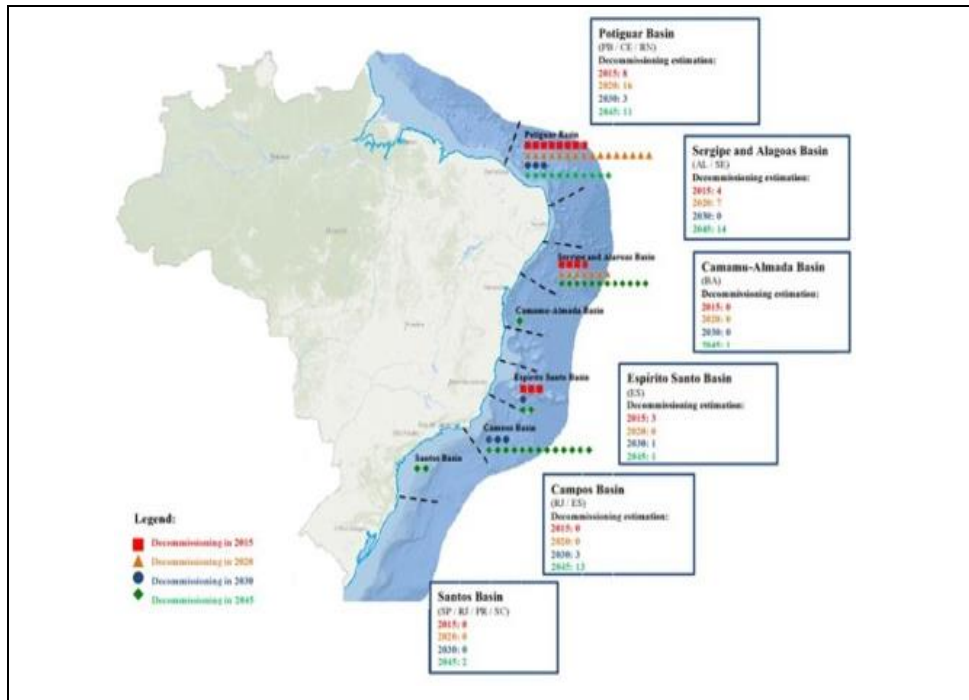 Potiguar Basin
(PB / CE / RN)
Decommissioning estimation:
2015: 8
2020: 16
2030: 3
2045: 11
Sergipe and Alagoas Basin
(AL / SE)
Decommissioning estimation:
2015: 4
2020: 7
2030: 0
2045: 14
Camamu-Almada Basin
(BA)
Decommissioning estimation:
2015: 0
2020: 0
2030: 0
2045: 1
Espírito Santo Basin
(ES)
Decommissioning estimation:
2015: 3
2020: 0
2030: 1
2045: 1
Campos Basin
(RJ / ES)
Decommissioning estimation:
2015: 0
2020: 0
2030: 3
2045: 13
Santos Basin
(SP / RJ / PR / SC)
2015: 0
2020: 0
2030: 0
2045: 2
Potiguar Basin
Sergipe and Alagoas Basin
Camamu-Almada Basin
Espirito Santo Basin
Campos Basin
Santos Basin
Legend:
Decommissioning in 2015
Decommissioning in 2020
Decommissioning in 2030
Decommissioning in 2045